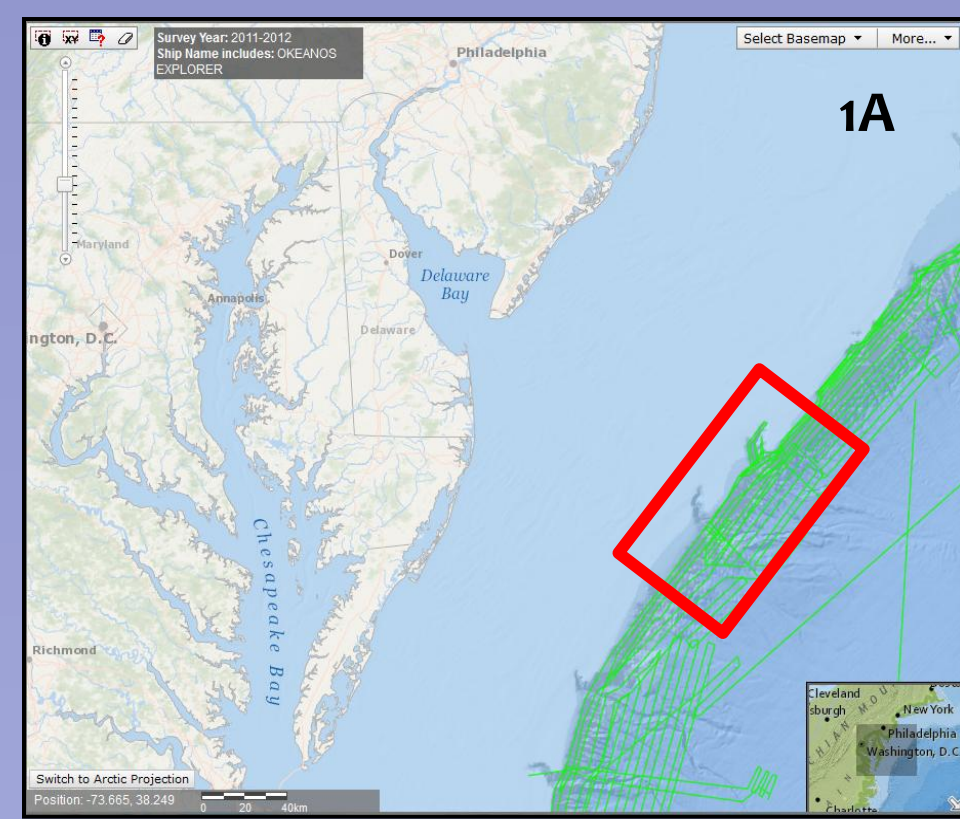 Survey Year: 2011-2012
Ship Name includes: OKEANOS
EXPLORER
Select Basemap
More...
1A
Philadelphia
Maryland
Dover
Delaware
Bay
Annapolis
Delaware
ngton, D.C.
Chesapeake Bay
Richmond
Cleveland
sburgh
New York
Philadelphia
Washington, D.C
Charlotte
Switch to Arctic Projection
Position: -73.665, 38.249
0 20 40km